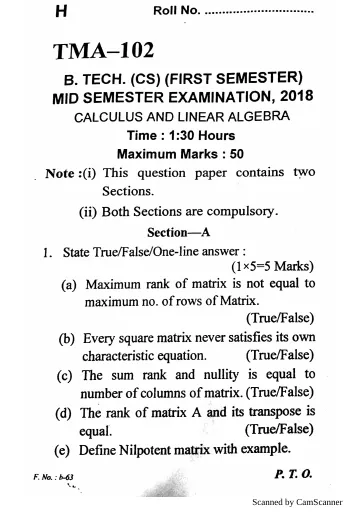 H Roll No. ................................
TMA–102
B. TECH. (CS) (FIRST SEMESTER)
MID SEMESTER EXAMINATION, 2018
CALCULUS AND LINEAR ALGEBRA
Time : 1:30 Hours
Maximum Marks : 50
Note :(i) This question paper contains two
Sections.
(ii) Both Sections are compulsory.
Section—A
1. State True/False/One-line answer :
(1×5=5 Marks)
(a) Maximum rank of matrix is not equal to
maximum no. of rows of Matrix.
(True/False)
(b) Every square matrix never satisfies its own
characteristic equation. (True/False)
(c) The sum rank and nullity is equal to
number of columns of matrix. (True/False)
(d) The rank of matrix A and its transpose is
equal. (True/False)
(e) Define Nilpotent matrix with example.
F. No. : b-63 P. T. O.
Scanned by CamScanner